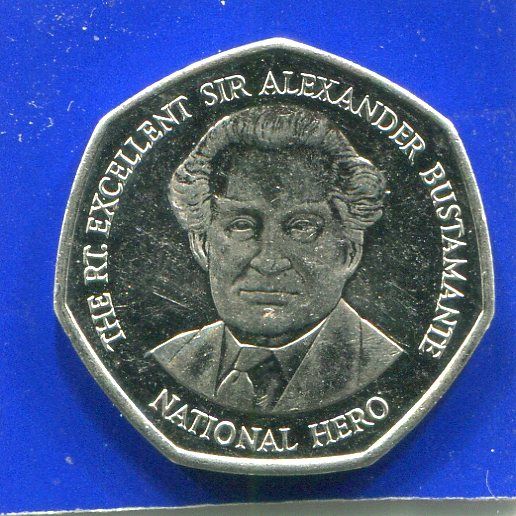 THE RT. EXCELLENT SIR ALEXANDER BUSTAMANTE
NATIONAL HERO